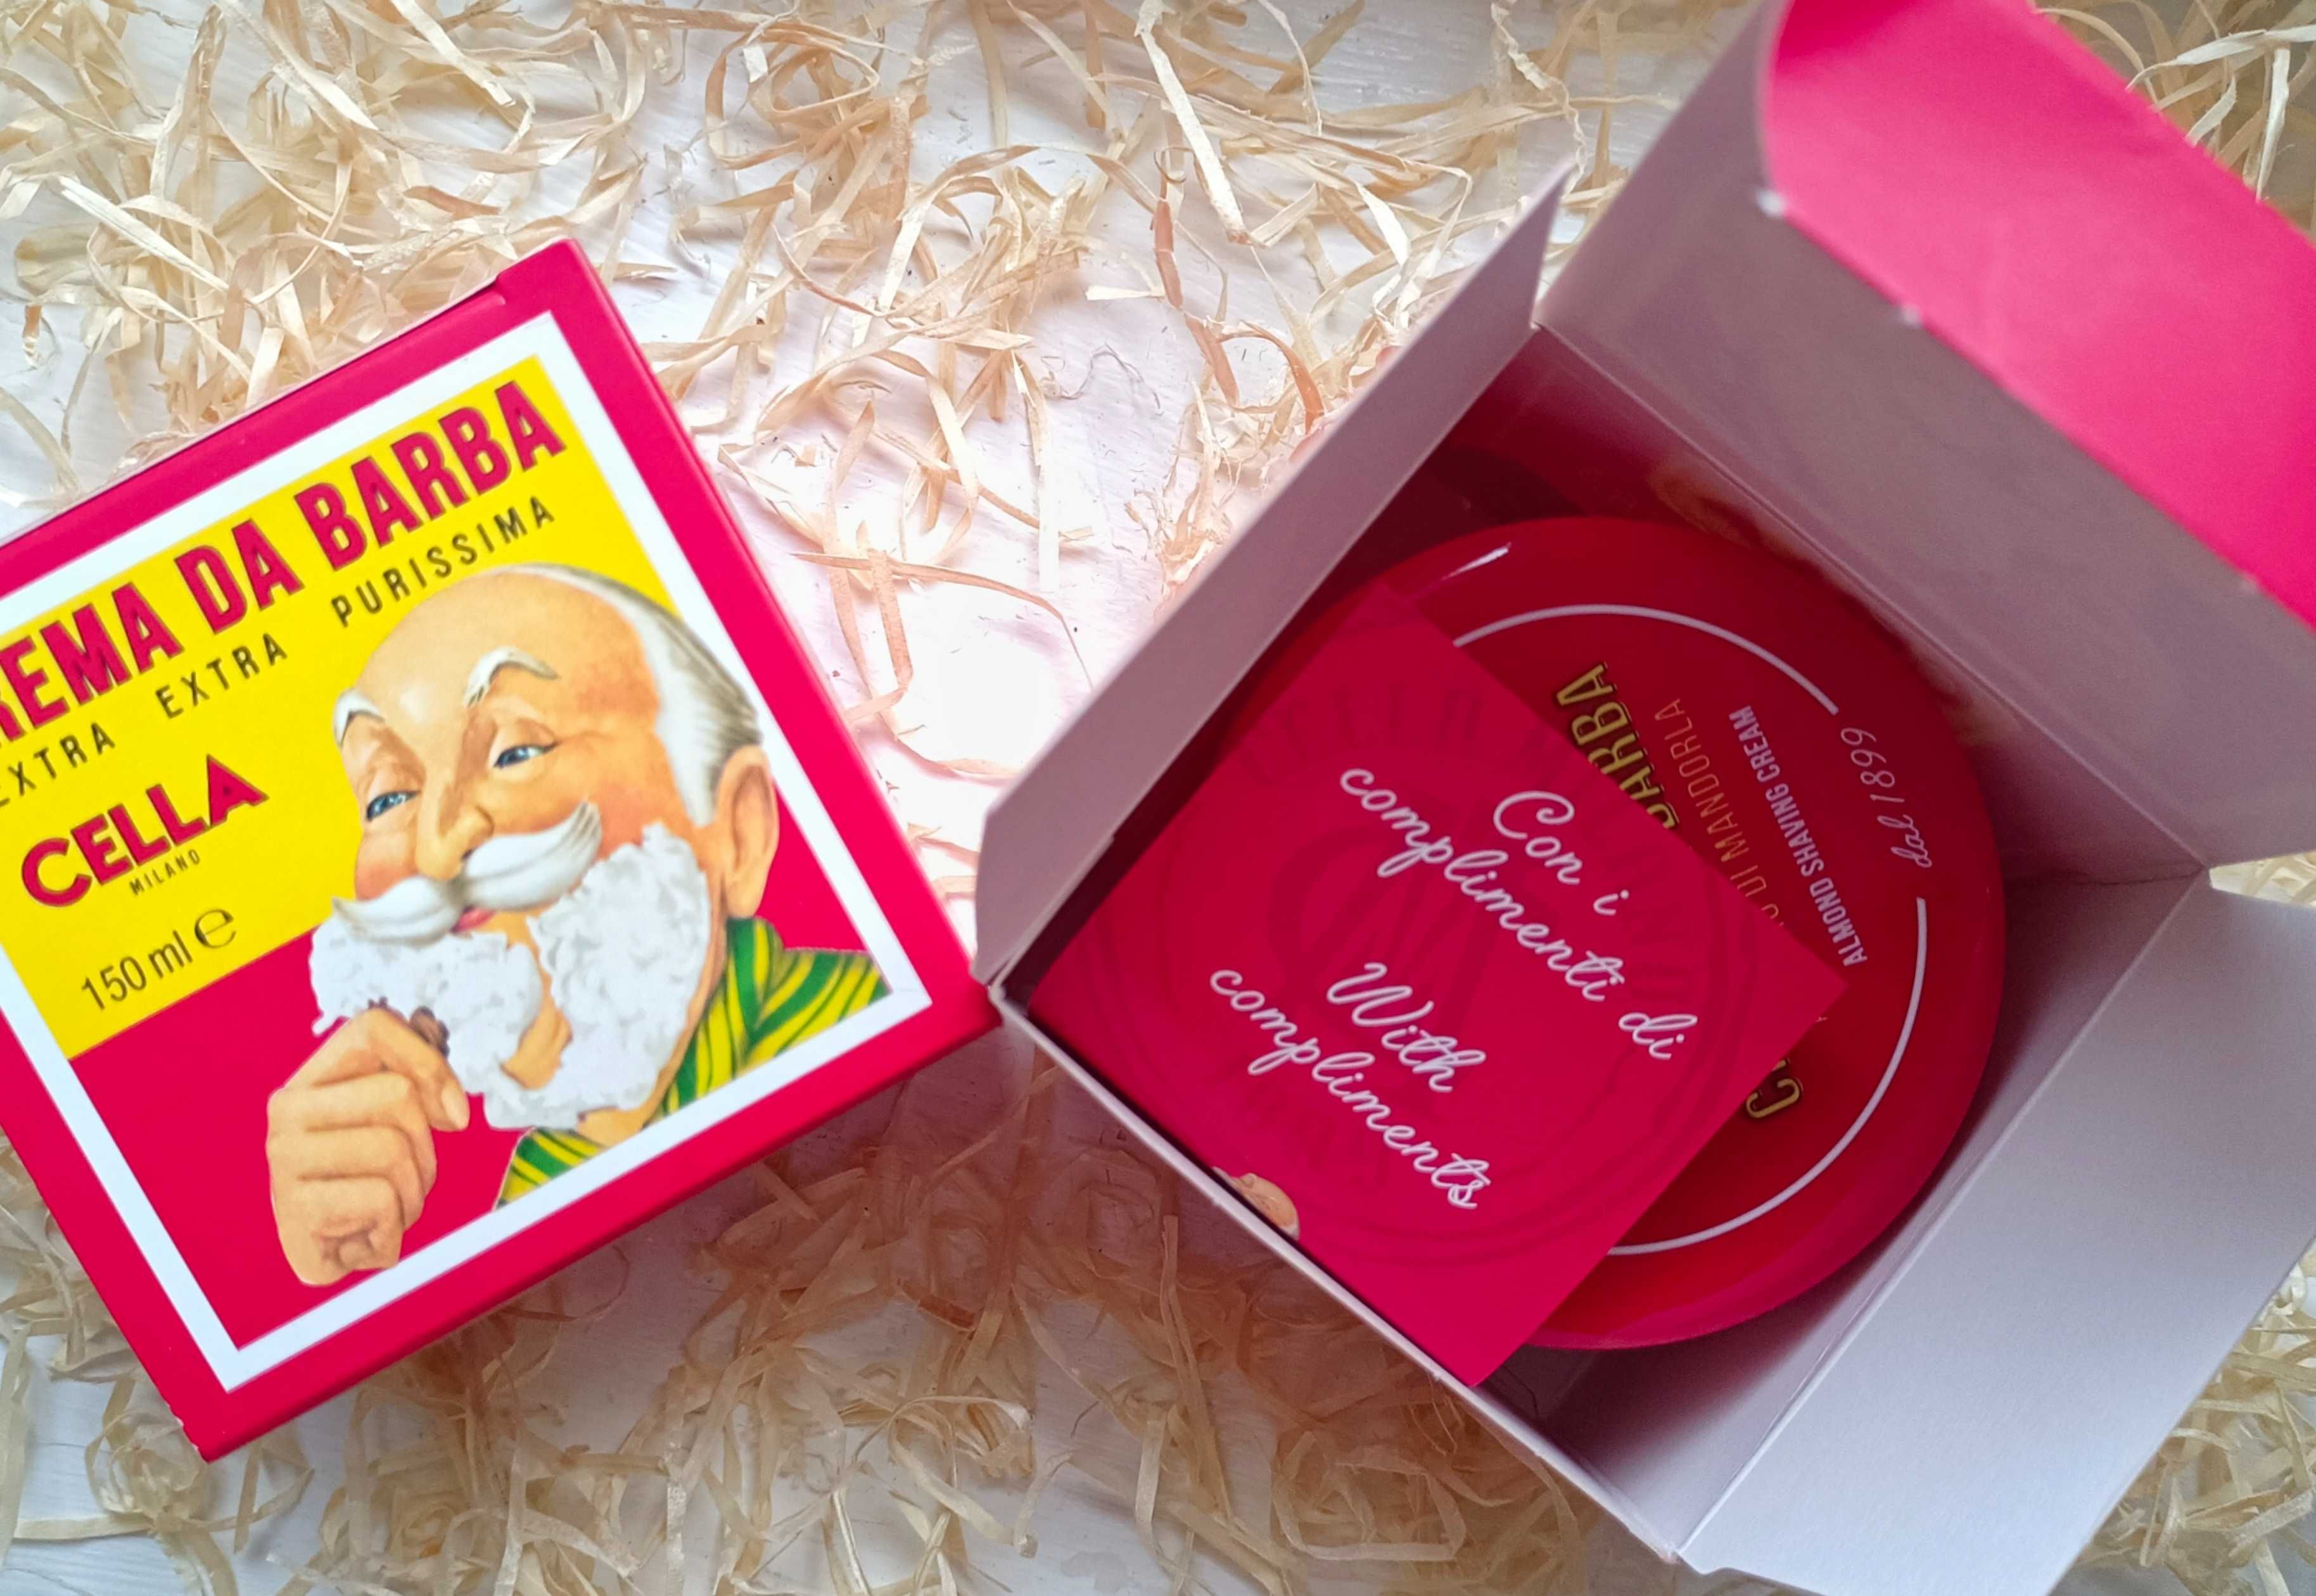 REMA DA BARBA
EXTRA EXTRA PURISSIMA
CELLA
MILANO
150 ml ℮
Con i
complimenti di
With
compliments
BARBA
DI MANDORLA
ALMOND SHAVING CREAM
dal 1899